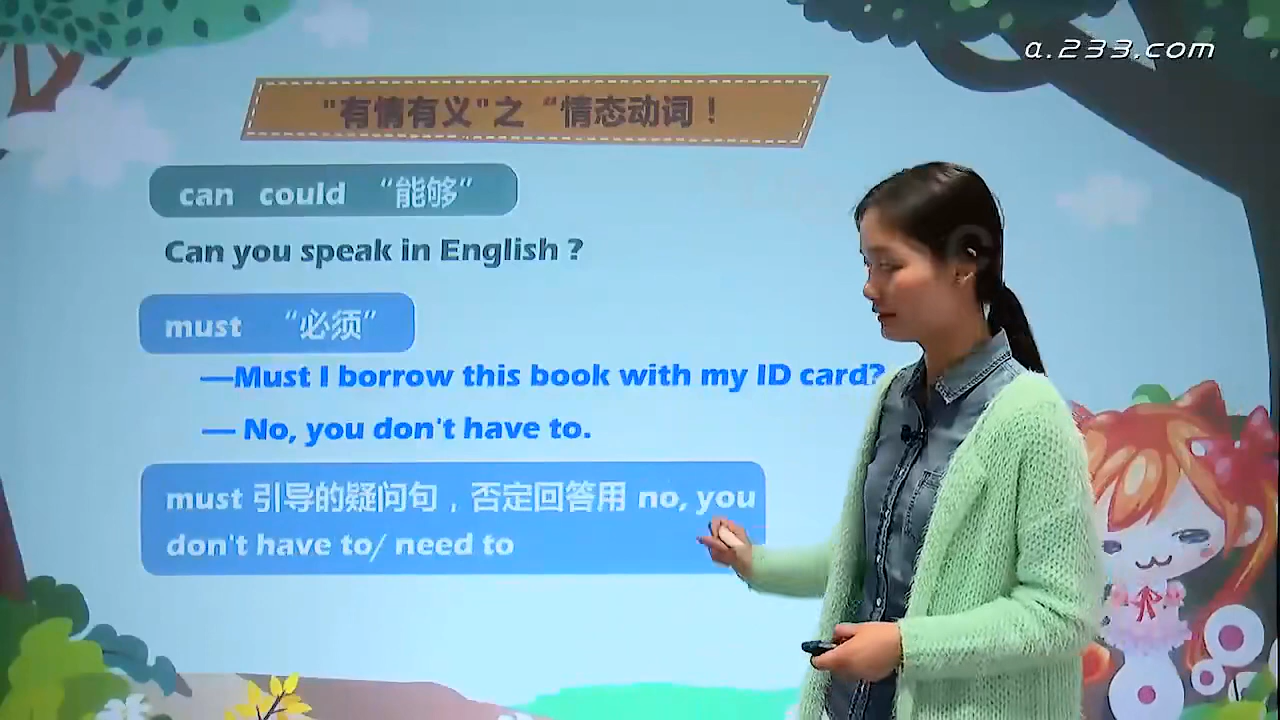 a.233.com
"有情有义"之 “情态动词！
can could “能够”
Can you speak in English ?
must “必须”
—Must I borrow this book with my ID card?
— No, you don't have to.
must 引导的疑问句，否定回答用 no, you
don't have to/ need to